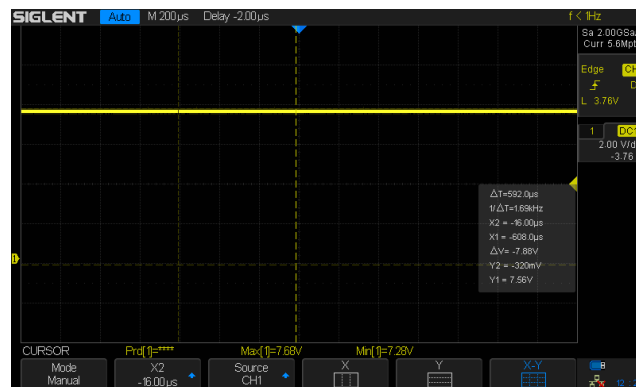 SIGLENT Auto M 200µs Delay -2.00µs f < 1Hz
Sa 2.00GSa/
Curr 5.6Mpt
Edge CH
D
L 3.76V
1 DC1
2.00 V/d
-3.76
ΔT=592.0µs
1/ΔT=1.69kHz
X2 = -16.00µs
X1 = -608.0µs
ΔV= -7.88V
Y2 = -320mV
Y1 = 7.56V
1
CURSOR Prd[1]=**** Max[1]=7.68V Min[1]=7.28V
Mode X2 Source X Y X-Y
Manual -16.00µs CH1